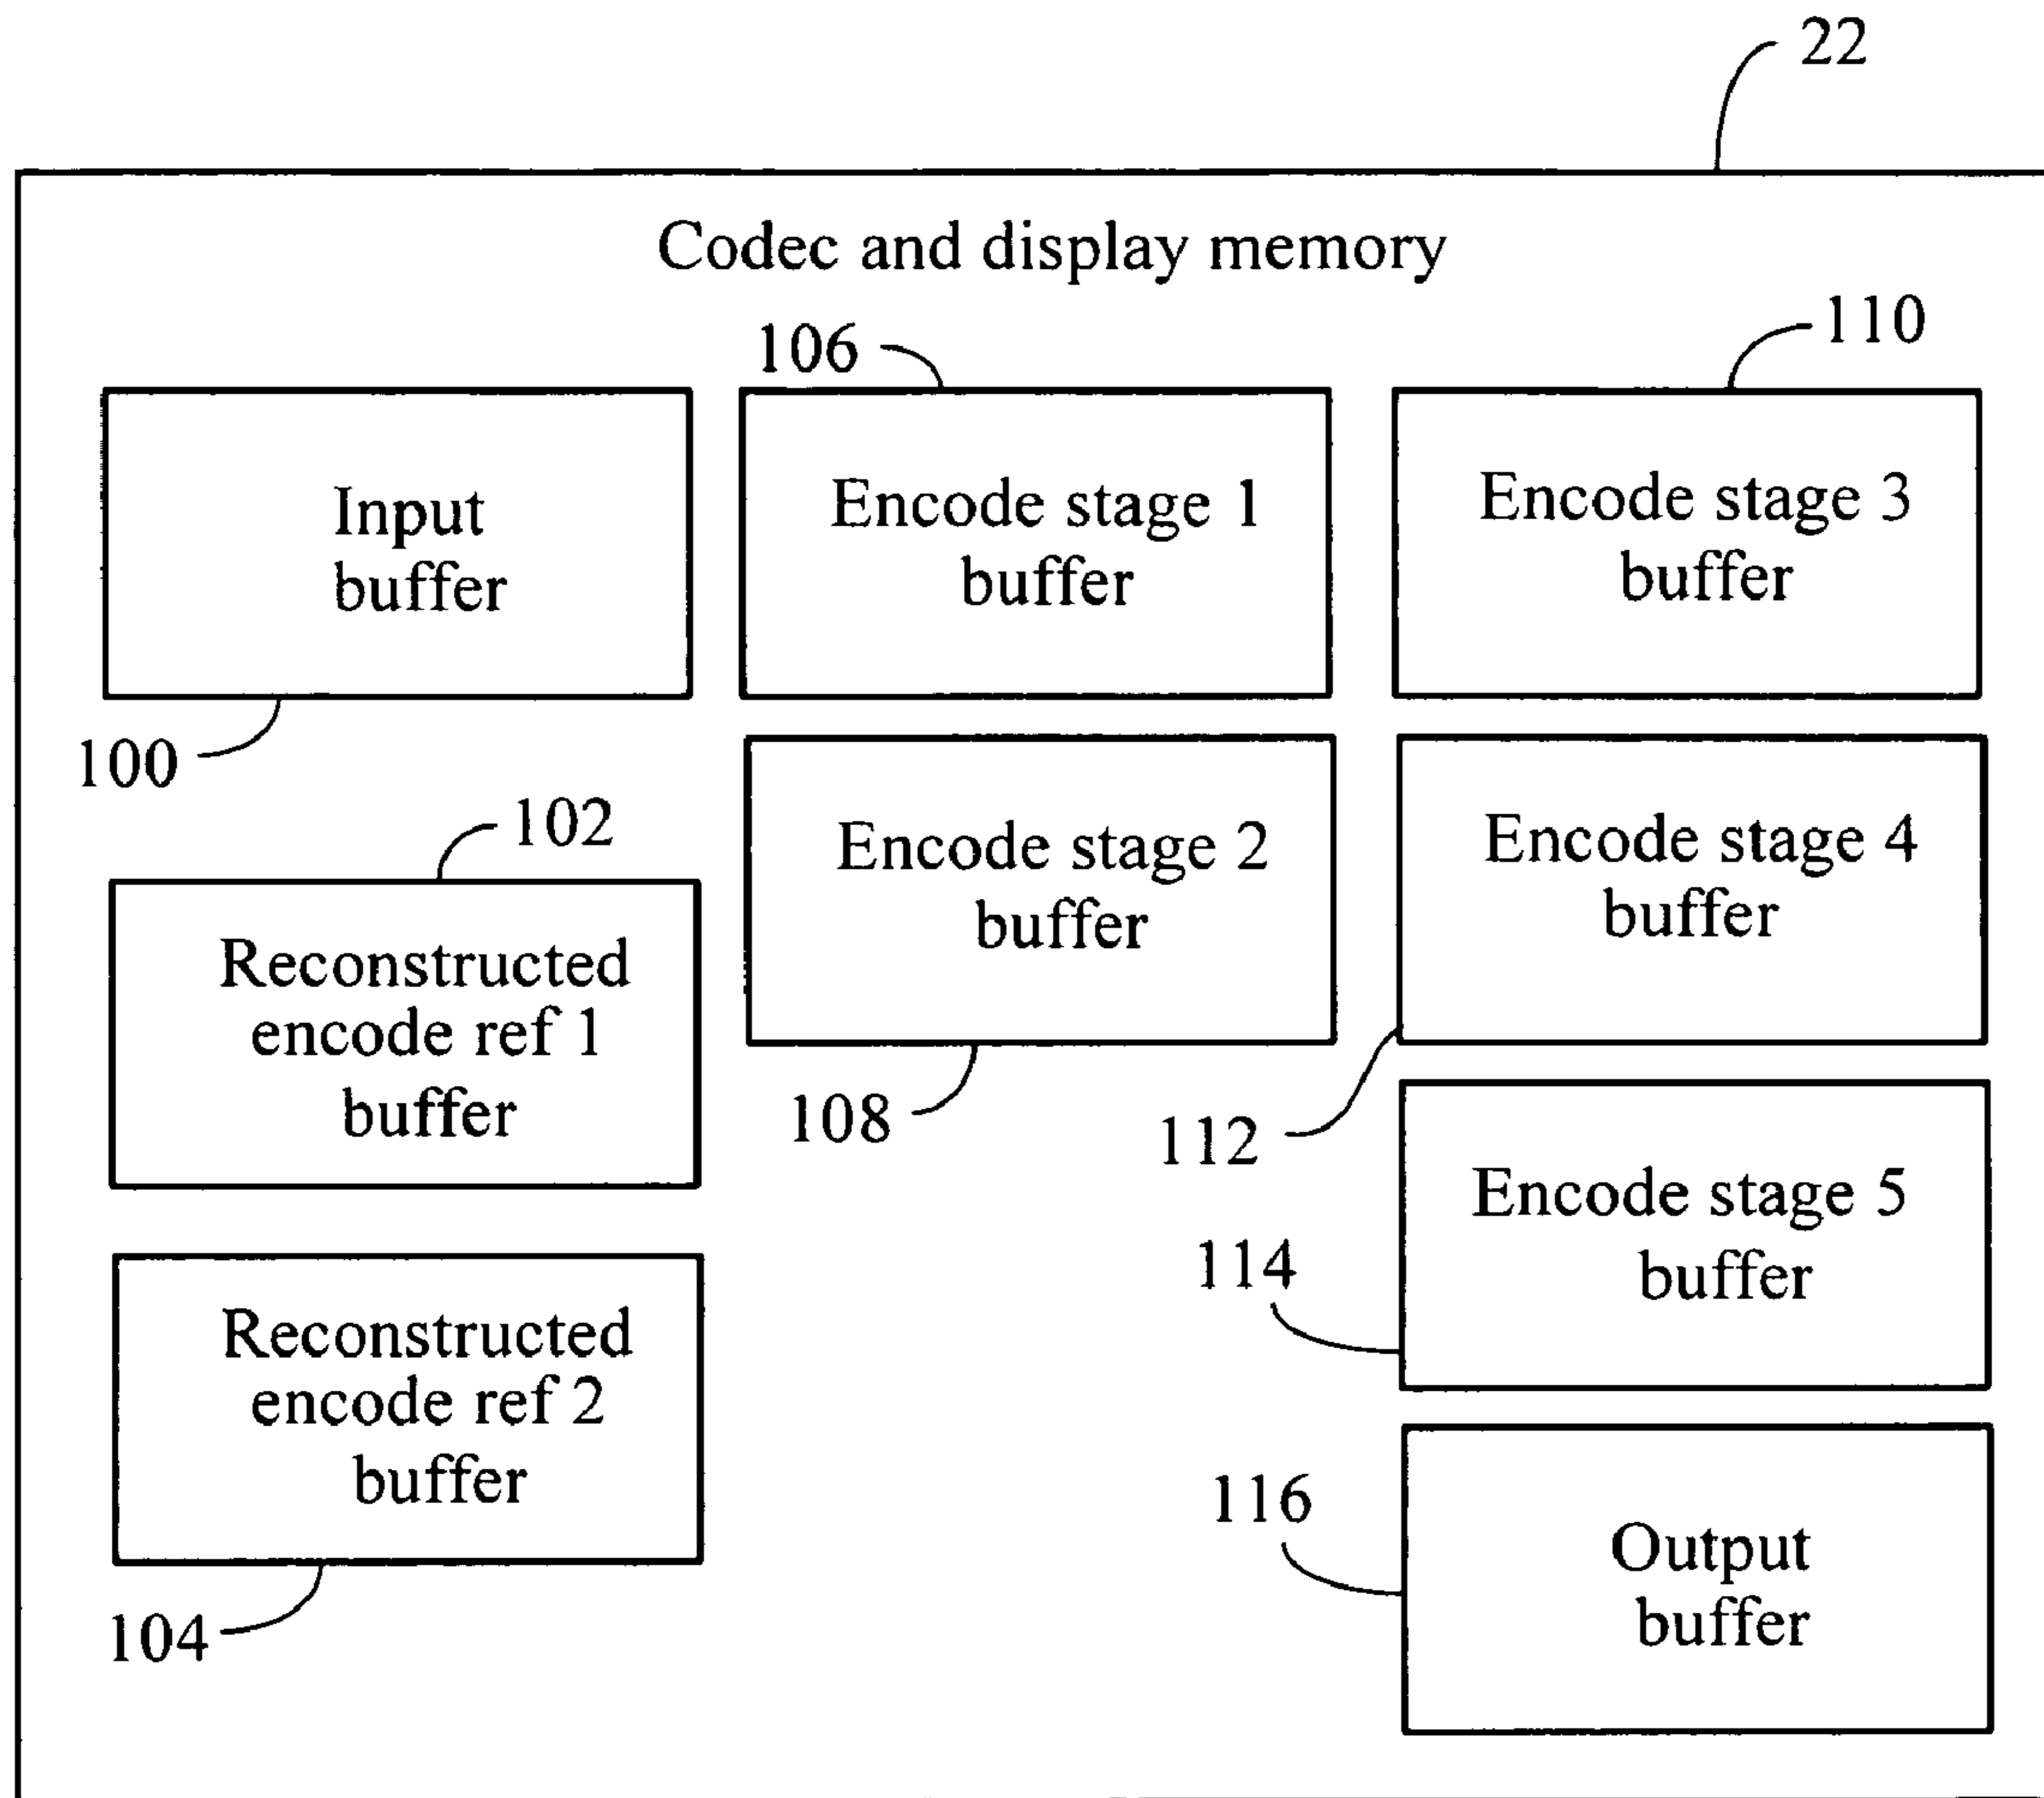 22
Codec and display memory
106
110
Input
buffer
Encode stage 1
buffer
Encode stage 3
buffer
100
102
Encode stage 2
buffer
Encode stage 4
buffer
Reconstructed
encode ref 1
buffer
108
112
Encode stage 5
buffer
114
Reconstructed
encode ref 2
buffer
116
Output
buffer
104